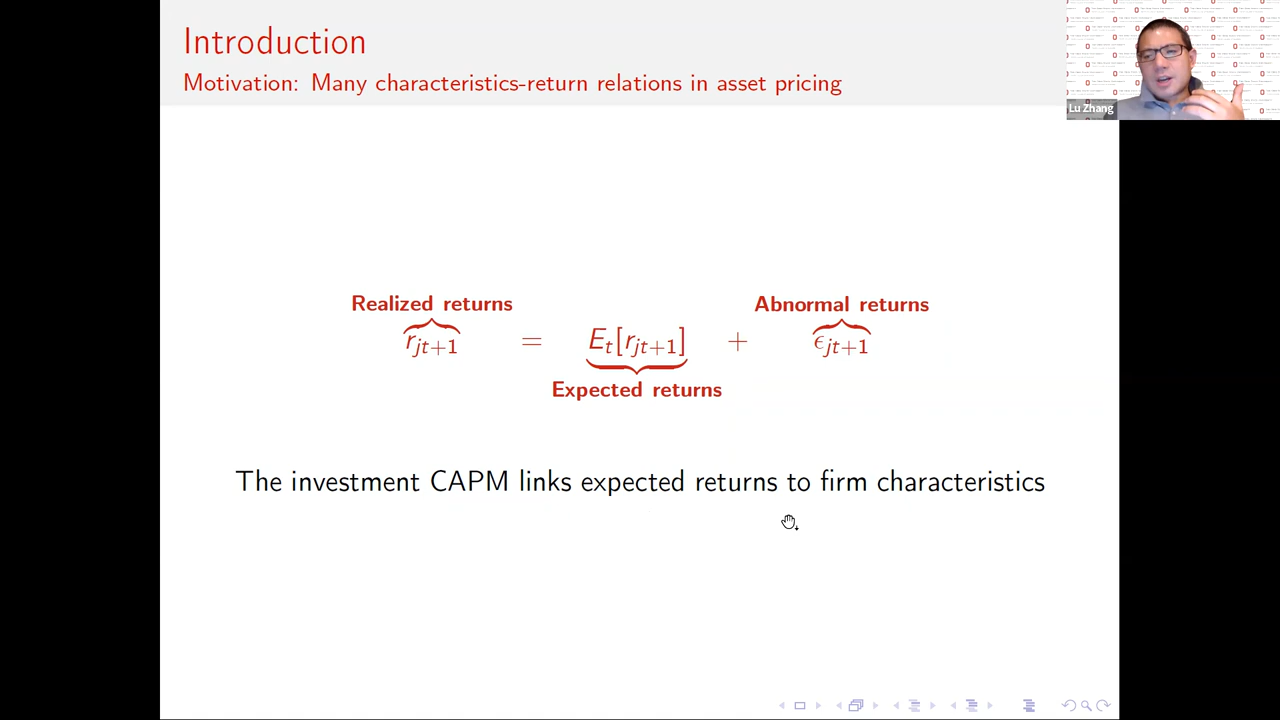 Introduction
Motivation: Many characteristics-return relations in asset pricing
Lu Zhang
Realized returns
Abnormal returns
r_{jt+1} = E_t[r_{jt+1}] + ϵ_{jt+1}
Expected returns
The investment CAPM links expected returns to firm characteristics